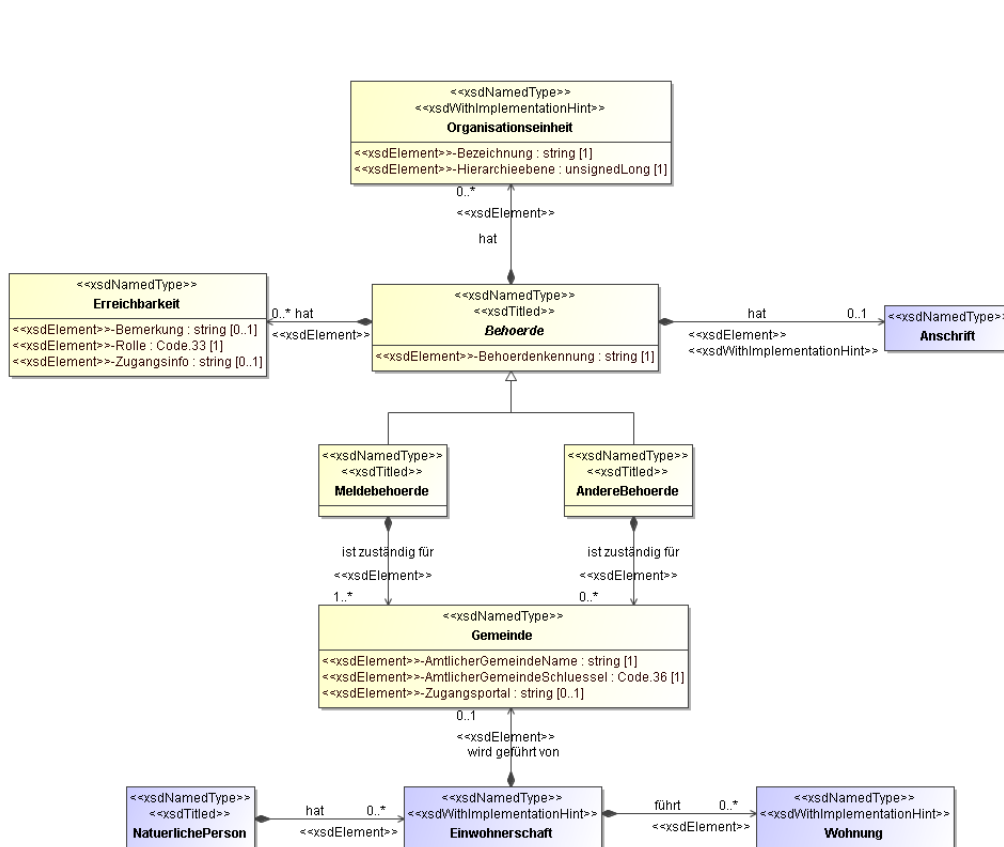 <<xsdNamedType>>
<<xsdWithImplementationHint>>
Organisationseinheit
<<xsdElement>>-Bezeichnung : string [1]
<<xsdElement>>-Hierarchieebene : unsignedLong [1]
0..*
<<xsdElement>>
hat
<<xsdNamedType>>
Erreichbarkeit
<<xsdElement>>-Bemerkung : string [0..1]
<<xsdElement>>-Rolle : Code.33 [1]
<<xsdElement>>-Zugangsinfo : string [0..1]
0..* hat
<<xsdElement>>
<<xsdNamedType>>
<<xsdTitled>>
Behoerde
<<xsdElement>>-Behoerdenkennung : string [1]
hat 0..1
<<xsdElement>>
<<xsdWithImplementationHint>>
<<xsdNamedType>>
Anschrift
<<xsdNamedType>>
<<xsdTitled>>
Meldebehoerde
<<xsdNamedType>>
<<xsdTitled>>
AndereBehoerde
ist zuständig für
<<xsdElement>>
1..*
ist zuständig für
<<xsdElement>>
0..*
<<xsdNamedType>>
Gemeinde
<<xsdElement>>-AmtlicherGemeindeName : string [1]
<<xsdElement>>-AmtlicherGemeindeSchluessel : Code.36 [1]
<<xsdElement>>-Zugangsportal : string [0..1]
0..1
<<xsdElement>>
wird geführt von
<<xsdNamedType>>
<<xsdTitled>>
NatuerlichePerson
hat 0..*
<<xsdElement>>
<<xsdNamedType>>
<<xsdWithImplementationHint>>
Einwohnerschaft
führt 0..*
<<xsdElement>>
<<xsdNamedType>>
<<xsdWithImplementationHint>>
Wohnung